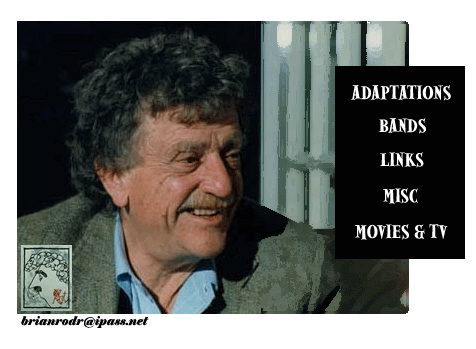 ADAPTATIONS
BANDS
LINKS
MISC
MOVIES & TV
brianrodr@ipass.net